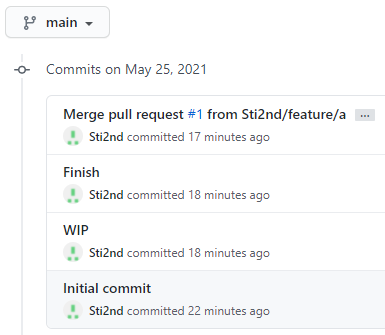 main
Commits on May 25, 2021
Merge pull request #1 from Sti2nd/feature/a ...
Sti2nd committed 17 minutes ago
Finish
Sti2nd committed 18 minutes ago
WIP
Sti2nd committed 18 minutes ago
Initial commit
Sti2nd committed 22 minutes ago